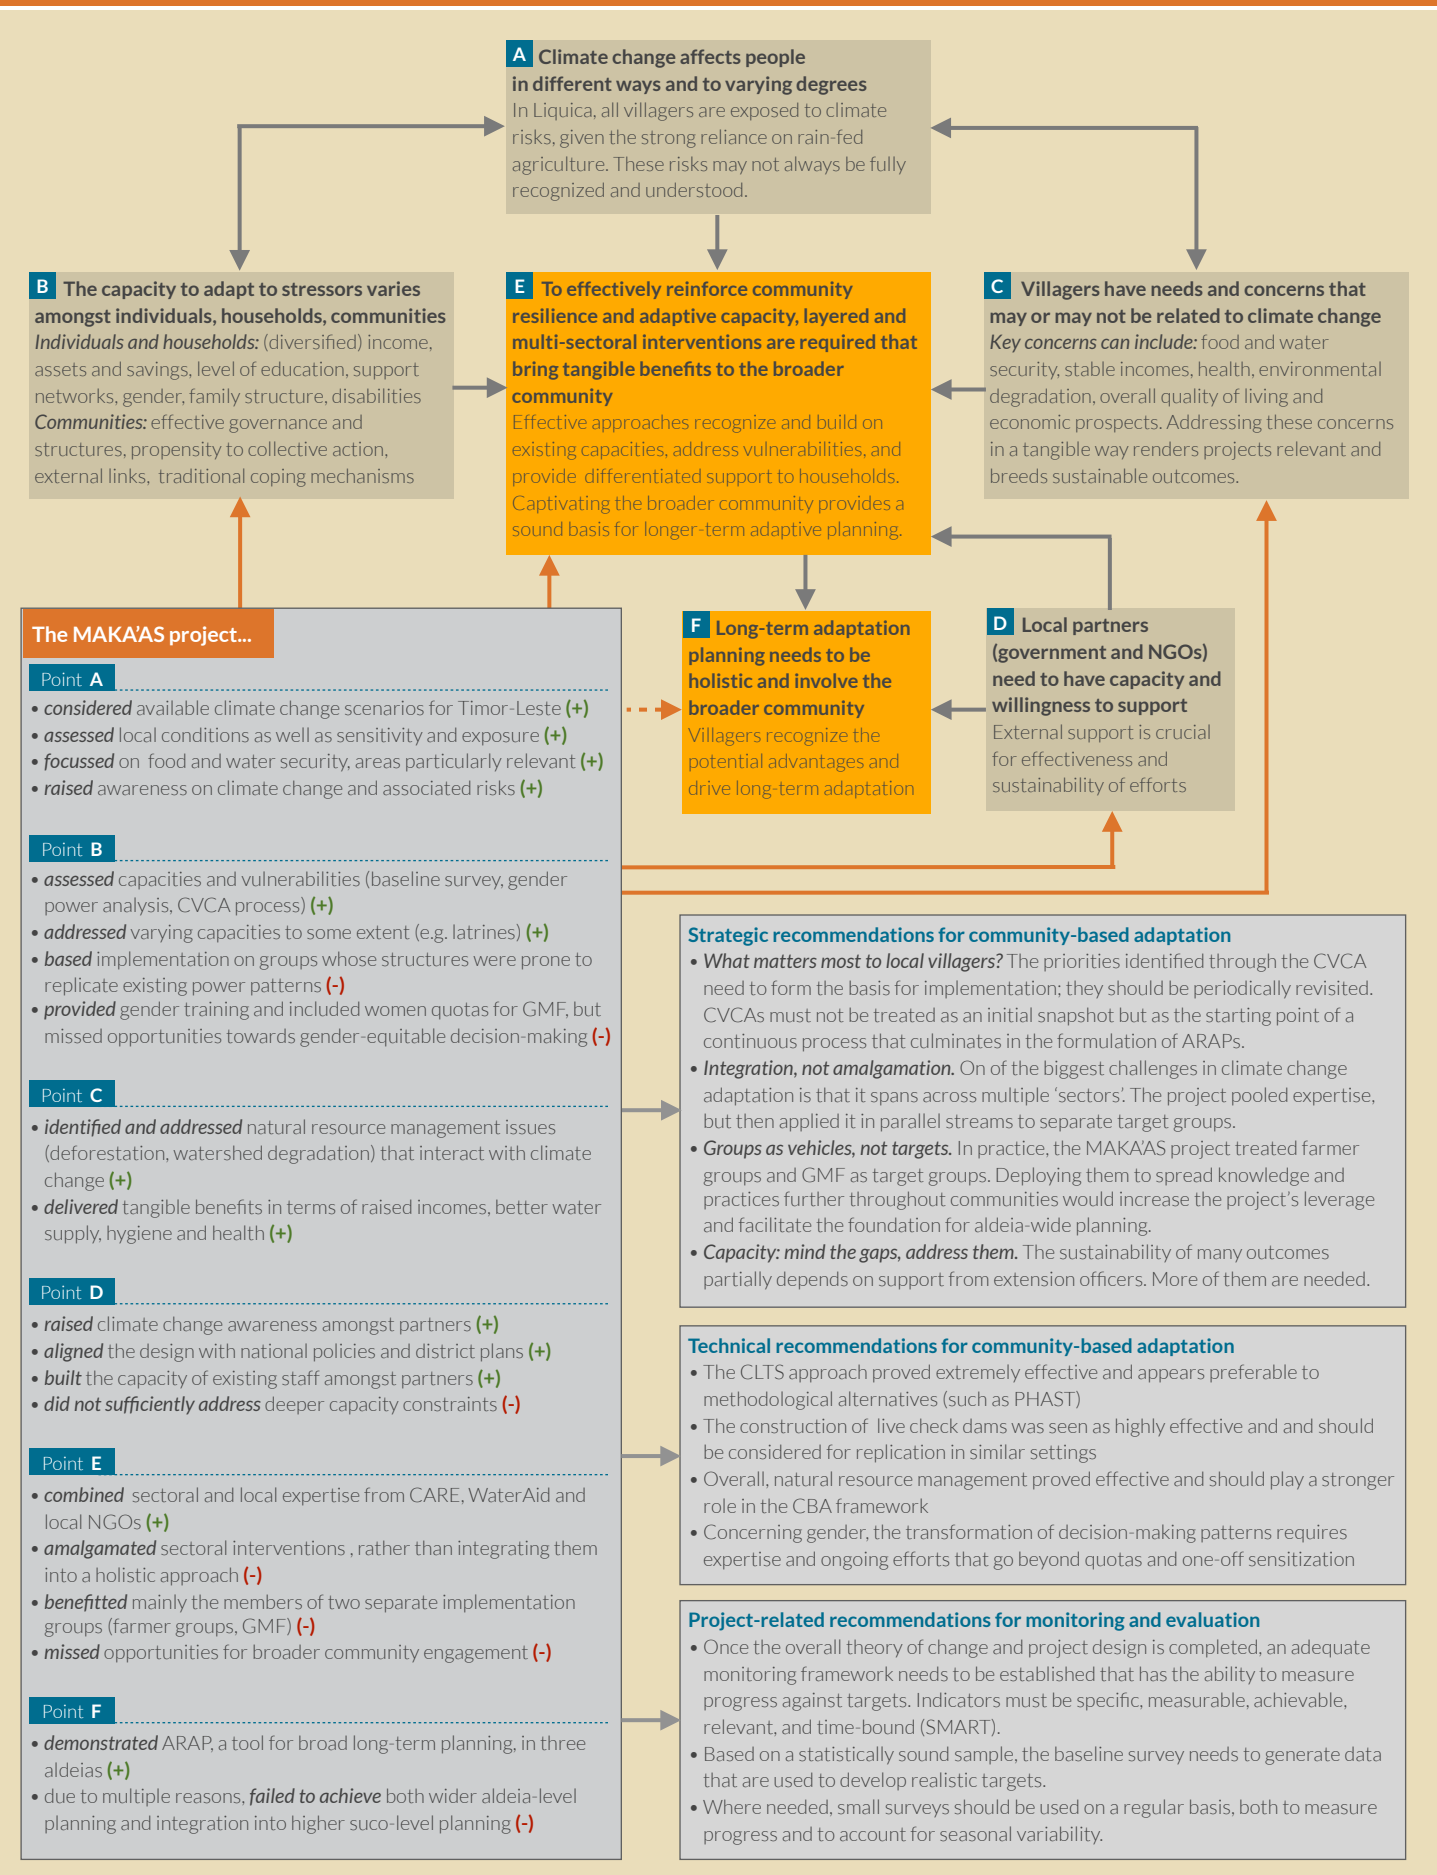 A Climate change affects people
in different ways and to varying degrees
In Liquica, all villagers are exposed to climate
risks, given the strong reliance on rain-fed
agriculture. These risks may not always be fully
recognized and understood.
B The capacity to adapt to stressors varies
amongst individuals, households, communities
Individuals and households: (diversified) income,
assets and savings, level of education, support
networks, gender, family structure, disabilities
Communities: effective governance and
structures, propensity to collective action,
external links, traditional coping mechanisms
E To effectively reinforce community
resilience and adaptive capacity, layered and
multi-sectoral interventions are required that
bring tangible benefits to the broader
community
Effective approaches recognize and build on
existing capacities, address vulnerabilities, and
provide differentiated support to households.
Captivating the broader community provides a
sound basis for longer-term adaptive planning.
C Villagers have needs and concerns that
may or may not be related to climate change
Key concerns can include: food and water
security, stable incomes, health, environmental
degradation, overall quality of living and
economic prospects. Addressing these concerns
in a tangible way renders projects relevant and
breeds sustainable outcomes.
F Long-term adaptation
planning needs to be
holistic and involve the
broader community
Villagers recognize the
potential advantages and
drive long-term adaptation
D Local partners
(government and NGOs)
need to have capacity and
willingness to support
External support is crucial
for effectiveness and
sustainability of efforts
The MAKA'AS project...
Point A
• considered available climate change scenarios for Timor-Leste (+)
• assessed local conditions as well as sensitivity and exposure (+)
• focussed on food and water security, areas particularly relevant (+)
• raised awareness on climate change and associated risks (+)
Point B
• assessed capacities and vulnerabilities (baseline survey, gender
power analysis, CVCA process) (+)
• addressed varying capacities to some extent (e.g. latrines) (+)
• based implementation on groups whose structures were prone to
replicate existing power patterns (-)
• provided gender training and included women quotas for GMF, but
missed opportunities towards gender-equitable decision-making (-)
Point C
• identified and addressed natural resource management issues
(deforestation, watershed degradation) that interact with climate
change (+)
• delivered tangible benefits in terms of raised incomes, better water
supply, hygiene and health (+)
Point D
• raised climate change awareness amongst partners (+)
• aligned the design with national policies and district plans (+)
• built the capacity of existing staff amongst partners (+)
• did not sufficiently address deeper capacity constraints (-)
Point E
• combined sectoral and local expertise from CARE, WaterAid and
local NGOs (+)
• amalgamated sectoral interventions , rather than integrating them
into a holistic approach (-)
• benefitted mainly the members of two separate implementation
groups (farmer groups, GMF) (-)
• missed opportunities for broader community engagement (-)
Point F
• demonstrated ARAP, a tool for broad long-term planning, in three
aldeias (+)
• due to multiple reasons, failed to achieve both wider aldeia-level
planning and integration into higher suco-level planning (-)
Strategic recommendations for community-based adaptation
• What matters most to local villagers? The priorities identified through the CVCA
need to form the basis for implementation; they should be periodically revisited.
CVCAs must not be treated as an initial snapshot but as the starting point of a
continuous process that culminates in the formulation of ARAPs.
• Integration, not amalgamation. On of the biggest challenges in climate change
adaptation is that it spans across multiple ‘sectors’. The project pooled expertise,
but then applied it in parallel streams to separate target groups.
• Groups as vehicles, not targets. In practice, the MAKA'AS project treated farmer
groups and GMF as target groups. Deploying them to spread knowledge and
practices further throughout communities would increase the project's leverage
and facilitate the foundation for aldeia-wide planning.
• Capacity: mind the gaps, address them. The sustainability of many outcomes
partially depends on support from extension officers. More of them are needed.
Technical recommendations for community-based adaptation
• The CLTS approach proved extremely effective and appears preferable to
methodological alternatives (such as PHAST)
• The construction of live check dams was seen as highly effective and and should
be considered for replication in similar settings
• Overall, natural resource management proved effective and should play a stronger
role in the CBA framework
• Concerning gender, the transformation of decision-making patterns requires
expertise and ongoing efforts that go beyond quotas and one-off sensitization
Project-related recommendations for monitoring and evaluation
• Once the overall theory of change and project design is completed, an adequate
monitoring framework needs to be established that has the ability to measure
progress against targets. Indicators must be specific, measurable, achievable,
relevant, and time-bound (SMART).
• Based on a statistically sound sample, the baseline survey needs to generate data
that are used to develop realistic targets.
• Where needed, small surveys should be used on a regular basis, both to measure
progress and to account for seasonal variability.